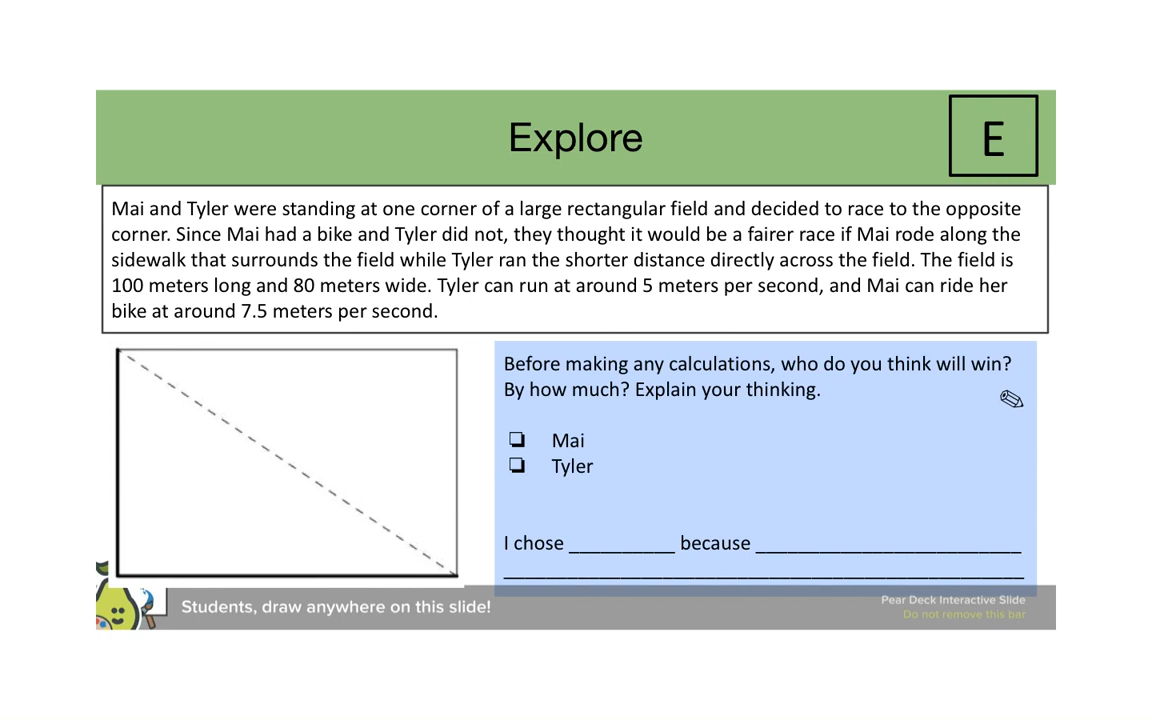 Explore
E
Mai and Tyler were standing at one corner of a large rectangular field and decided to race to the opposite
corner. Since Mai had a bike and Tyler did not, they thought it would be a fairer race if Mai rode along the
sidewalk that surrounds the field while Tyler ran the shorter distance directly across the field. The field is
100 meters long and 80 meters wide. Tyler can run at around 5 meters per second, and Mai can ride her
bike at around 7.5 meters per second.
Before making any calculations, who do you think will win?
By how much? Explain your thinking.
❏ Mai
❏ Tyler
I chose __________ because _________________________
_________________________________________________
Students, draw anywhere on this slide!
Pear Deck Interactive Slide
Do not remove this bar